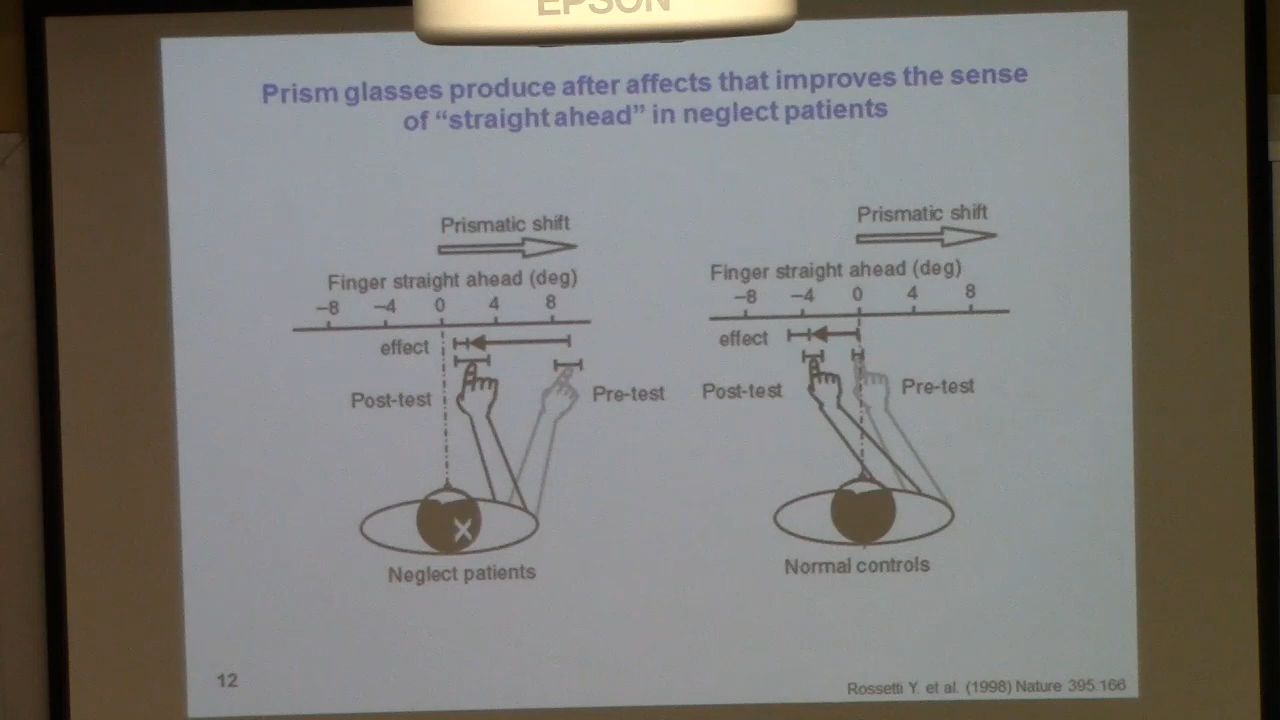 EPSON
Prism glasses produce after affects that improves the sense
of “straight ahead” in neglect patients
Prismatic shift
Finger straight ahead (deg)
–8 –4 0 4 8
effect
Post-test
Pre-test
Neglect patients
Prismatic shift
Finger straight ahead (deg)
–8 –4 0 4 8
effect
Post-test
Pre-test
Normal controls
12
Rossetti Y. et al. (1998) Nature 395:166